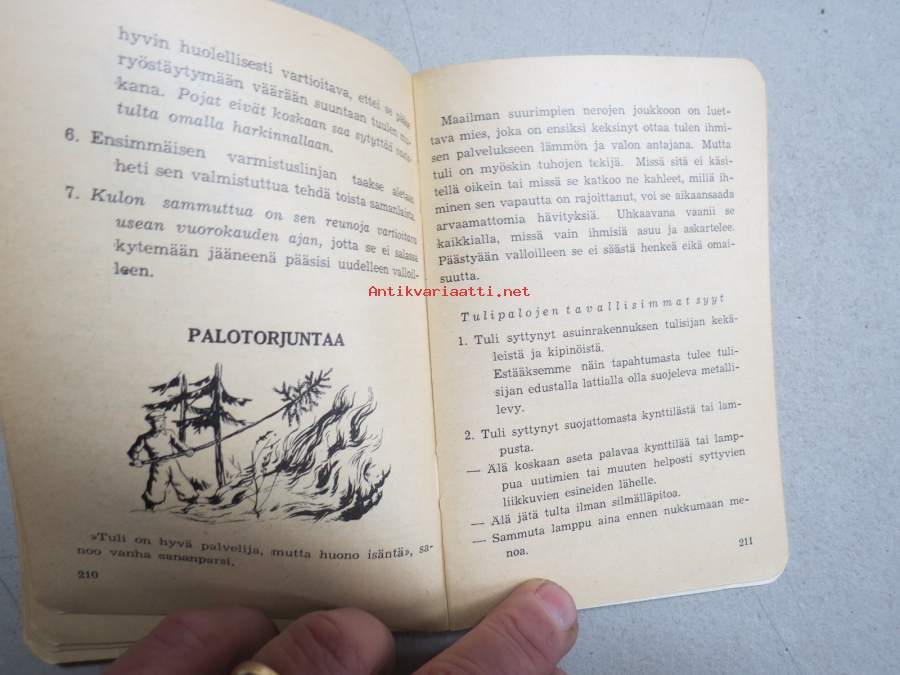 hyvin huolellisesti vartioitava, ettei se pääse
ryöstäytymään väärään suuntaan tuulen mu-
kana. Pojat eivät koskaan saa sytyttää vasta-
tulta omalla harkinnallaan.
6. Ensimmäisen varmistuslinjan taakse aletaan
heti sen valmistuttua tehdä toista samanlaista.
7. Kulon sammuttua on sen reunoja vartioitava
usean vuorokauden ajan, jotta se ei salassa
kytemään jääneenä pääsisi uudelleen valloil-
leen.
PALOTORJUNTAA
»Tuli on hyvä palvelija, mutta huono isäntä», sa-
noo vanha sananparsi.
210
Maailman suurimpien nerojen joukkoon on luet-
tava mies, joka on ensiksi keksinyt ottaa tulen ihmi-
sen palvelukseen lämmön ja valon antajana. Mutta
tuli on myöskin tuhojen tekijä. Missä sitä ei käsi-
tellä oikein tai missä se katkoo ne kahleet, millä ih-
minen sen vapautta on rajoittanut, voi se aikaansaada
arvaamattomia hävityksiä. Uhkaavana vaanii se
kaikkialla, missä vain ihmisiä asuu ja askartelee.
Päästyään valloilleen se ei säästä henkeä eikä omai-
suutta.
Antikvariaatti.net
Tulipalojen tavallisimmat syyt
1. Tuli syttynyt asuinrakennuksen tulisijan kekä-
leistä ja kipinöistä.
Estääksemme näin tapahtumasta tulee tuli-
sijan edustalla lattialla olla suojeleva metalli-
levy.
2. Tuli syttynyt suojattomasta kynttilästä tai lam-
pusta.
— Älä koskaan aseta palavaa kynttilää tai lamp-
pua uutimien tai muuten helposti syttyvien
liikkuvien esineiden lähelle.
— Älä jätä tulta ilman silmälläpitoa.
— Sammuta lamppu aina ennen nukkumaan me-
noa.
211